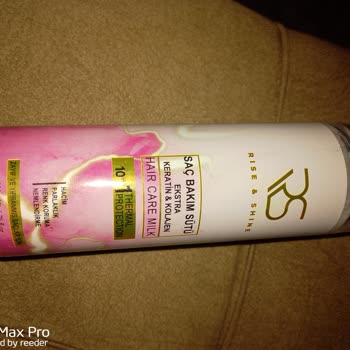 RS
RISE & SHINE
SAÇ BAKIM SÜTÜ
EKSTRA
KERATİN & KOLAJEN
HAIR CARE MILK
10 1 THERMAL
PROTECTION
HACİM
PARLAKLIK
RENK KORUMA
NEMLENDİRME
Max Pro
d by reeder